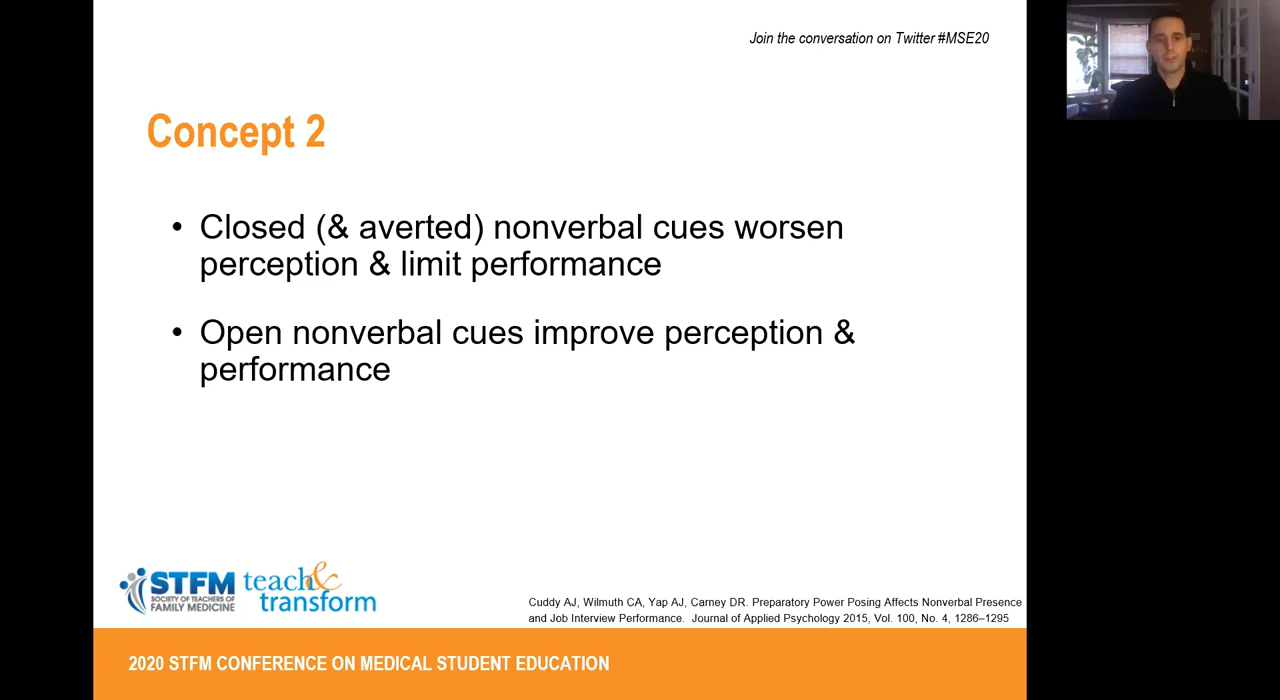 Join the conversation on Twitter #MSE20
Concept 2
• Closed (& averted) nonverbal cues worsen
perception & limit performance
• Open nonverbal cues improve perception &
performance
STFM
SOCIETY OF TEACHERS OF
FAMILY MEDICINE
teach &
transform
Cuddy AJ, Wilmuth CA, Yap AJ, Carney DR. Preparatory Power Posing Affects Nonverbal Presence
and Job Interview Performance. Journal of Applied Psychology 2015, Vol. 100, No. 4, 1286–1295
2020 STFM CONFERENCE ON MEDICAL STUDENT EDUCATION